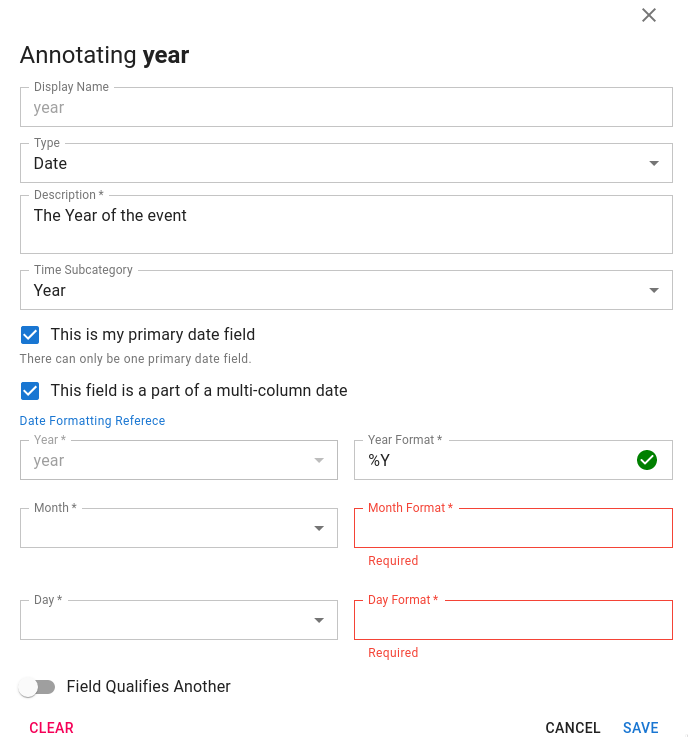 Annotating year
Display Name
year
Type
Date
Description *
The Year of the event
Time Subcategory
Year
This is my primary date field
There can only be one primary date field.
This field is a part of a multi-column date
Date Formatting Referece
Year * Year Format *
year %Y
Month * Month Format *
Required
Day * Day Format *
Required
Field Qualifies Another
CLEAR CANCEL SAVE